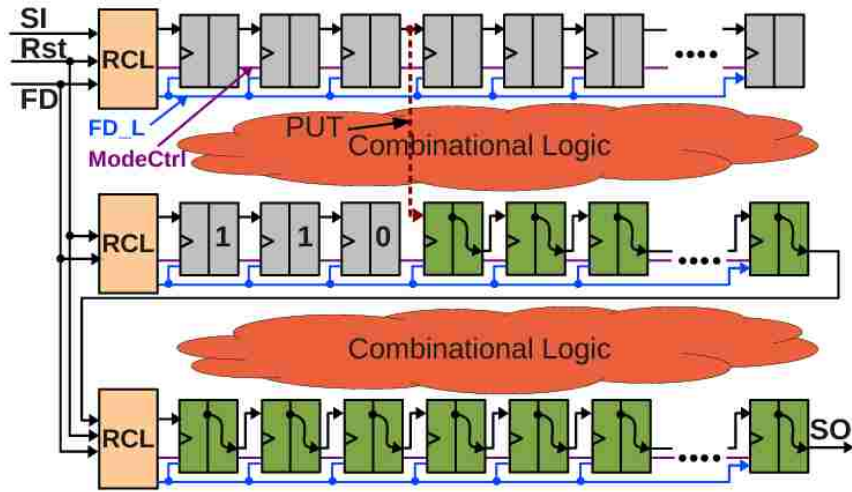 SI
Rst
FD
RCL
FD_L
ModeCtrl
PUT
Combinational Logic
RCL
1 1 0
Combinational Logic
RCL
SO